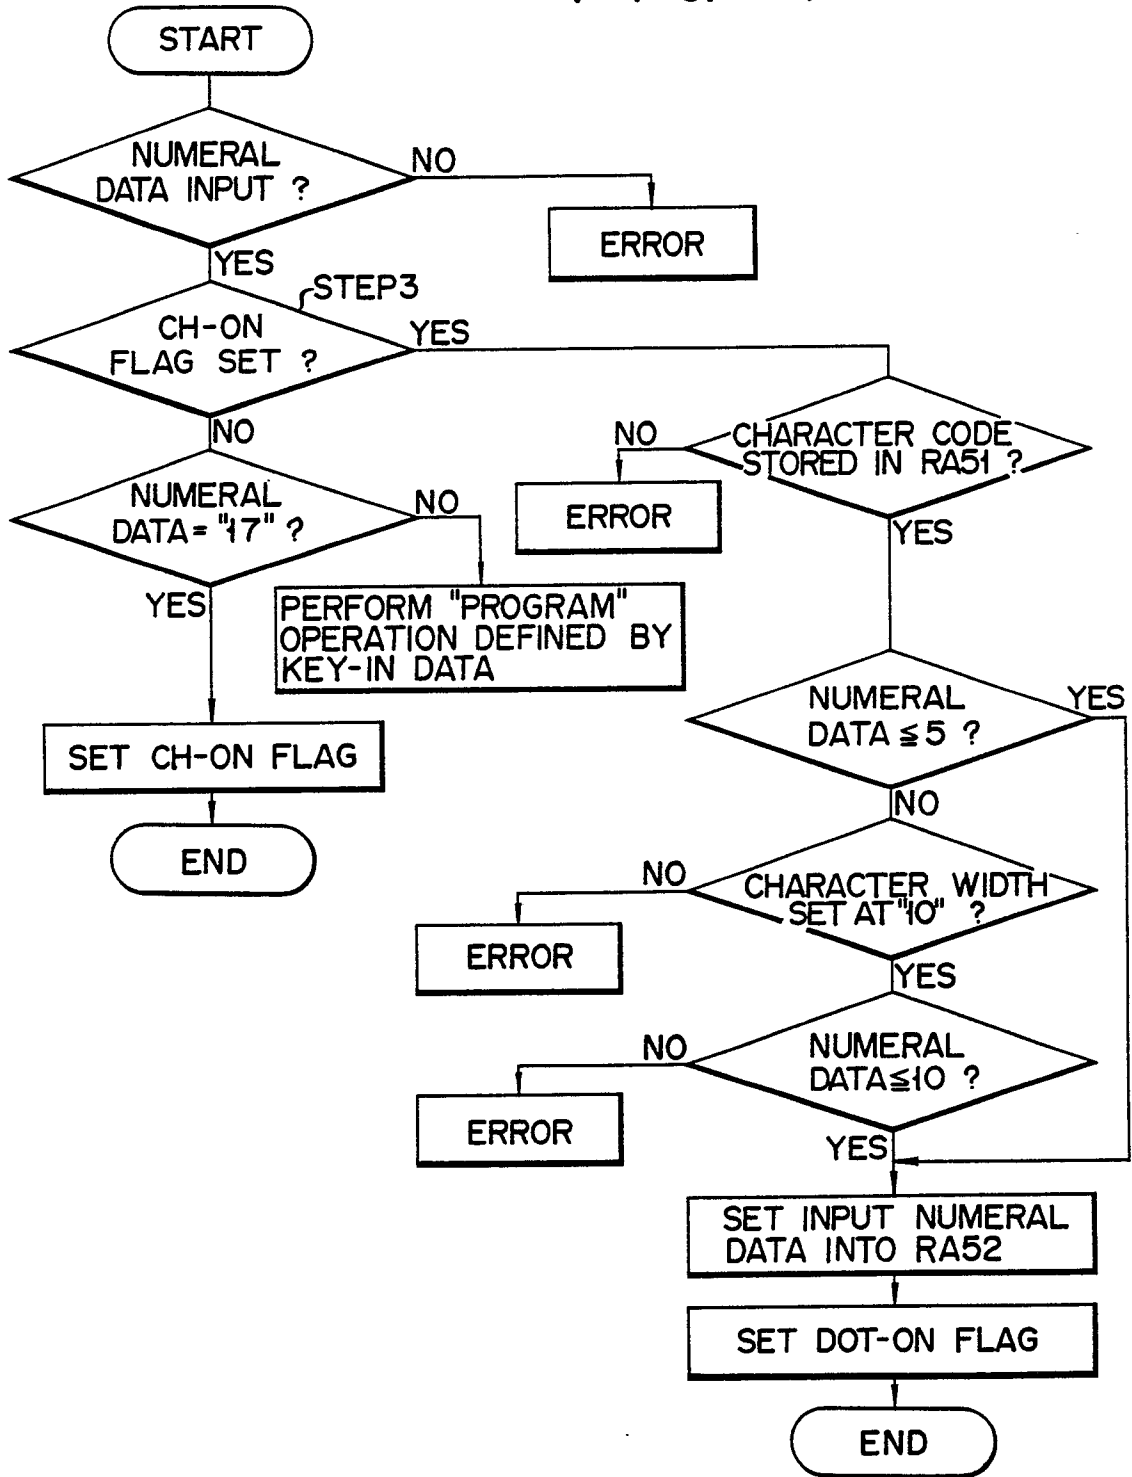 START
NUMERAL
DATA INPUT ?
NO
ERROR
YES
STEP3
CH-ON
FLAG SET ?
YES
NO
CHARACTER CODE
STORED IN RA51 ?
NO
ERROR
YES
NUMERAL
DATA="17" ?
NO
YES
PERFORM "PROGRAM"
OPERATION DEFINED BY
KEY-IN DATA
SET CH-ON FLAG
END
NUMERAL
DATA≦5 ?
YES
NO
CHARACTER WIDTH
SET AT "10" ?
NO
ERROR
YES
NUMERAL
DATA≦10 ?
NO
ERROR
YES
SET INPUT NUMERAL
DATA INTO RA52
SET DOT-ON FLAG
END